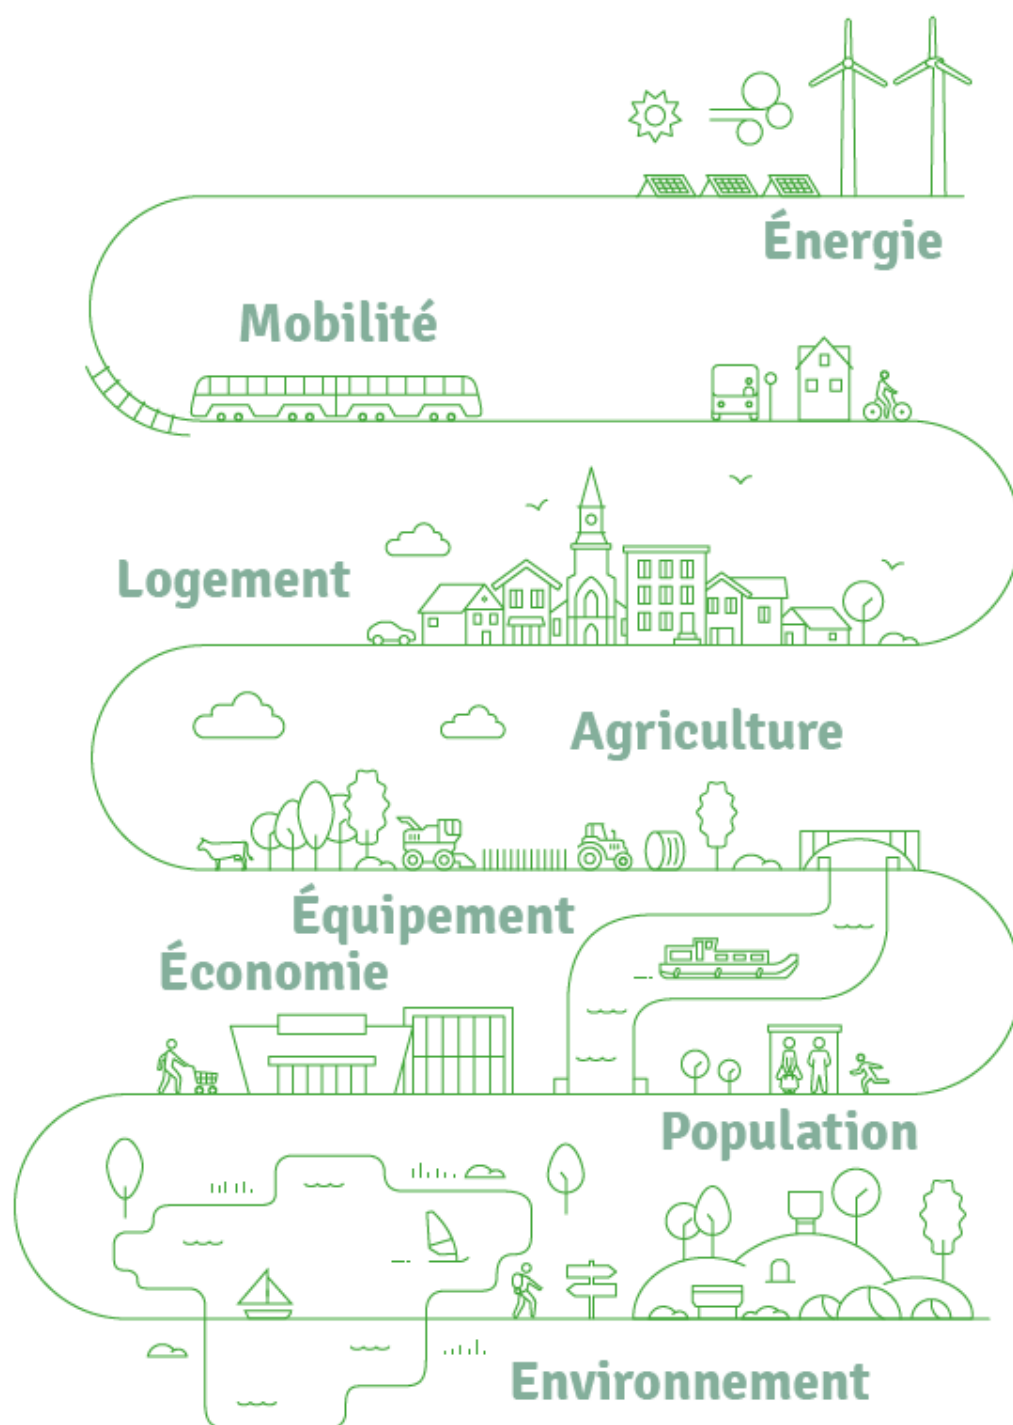 Énergie
Mobilité
Logement
Agriculture
Équipement
Économie
Population
Environnement